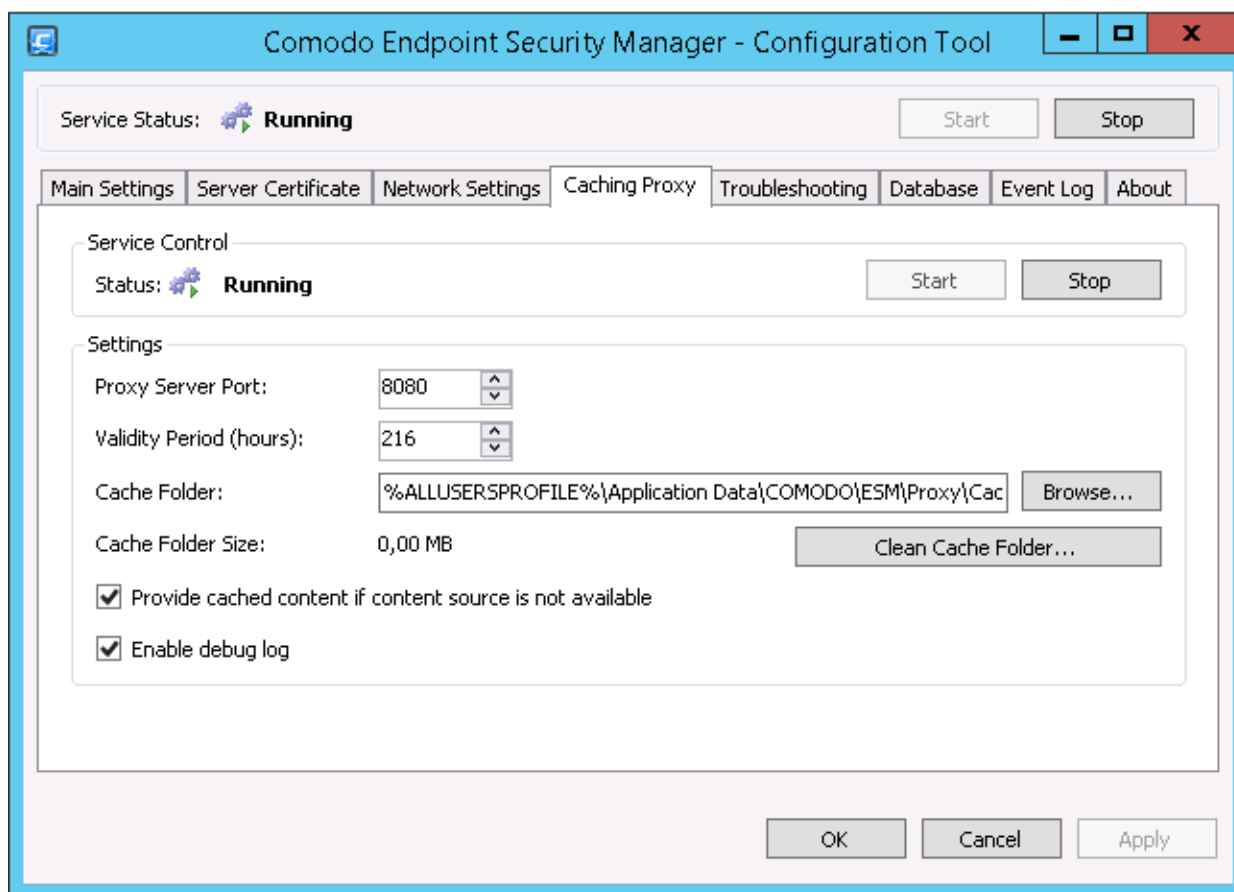 Comodo Endpoint Security Manager - Configuration Tool
Service Status: Running Start Stop
Main Settings Server Certificate Network Settings Caching Proxy Troubleshooting Database Event Log About
Service Control
Status: Running Start Stop
Settings
Proxy Server Port: 8080
Validity Period (hours): 216
Cache Folder: %ALLUSERSPROFILE%\Application Data\COMODO\ESM\Proxy\Cac Browse...
Cache Folder Size: 0,00 MB Clean Cache Folder...
Provide cached content if content source is not available
Enable debug log
OK Cancel Apply